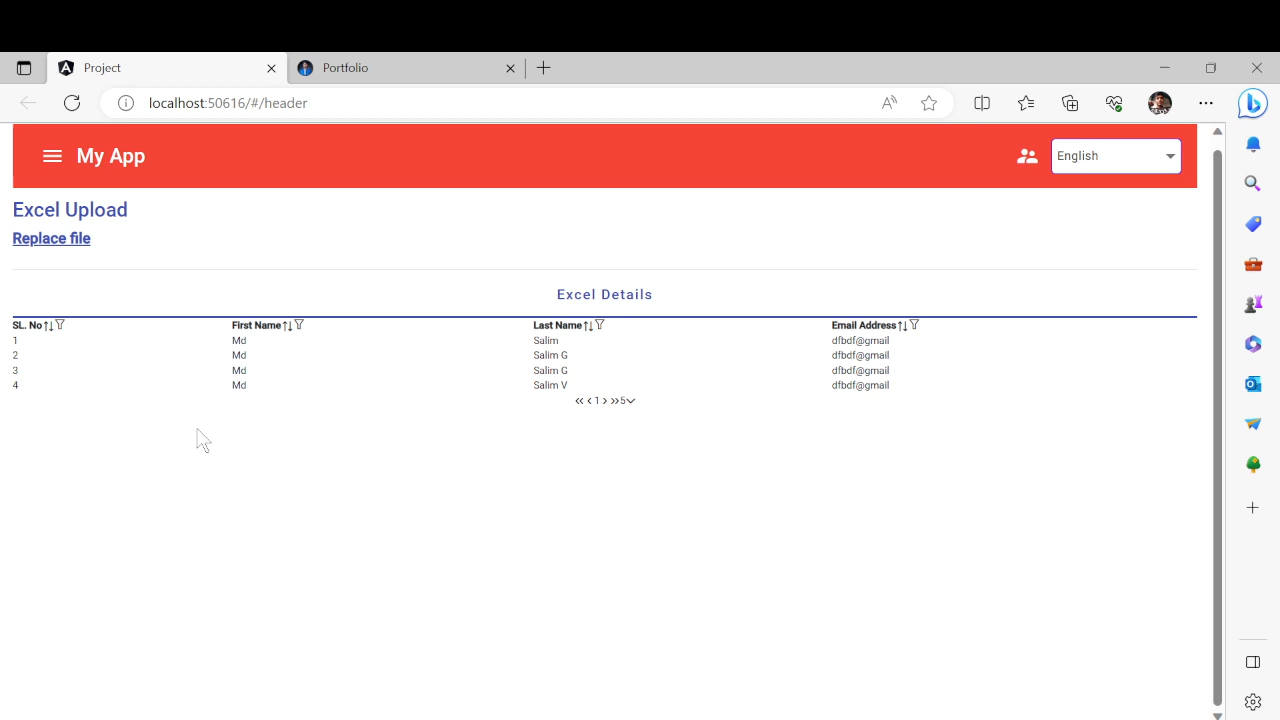 Project
Portfolio
localhost:50616/#/header
My App
English
Excel Upload
Replace file
Excel Details
SL. No First Name Last Name Email Address
1 Md Salim dfbdf@gmail
2 Md Salim G dfbdf@gmail
3 Md Salim G dfbdf@gmail
4 Md Salim V dfbdf@gmail
« < 1 > » 5